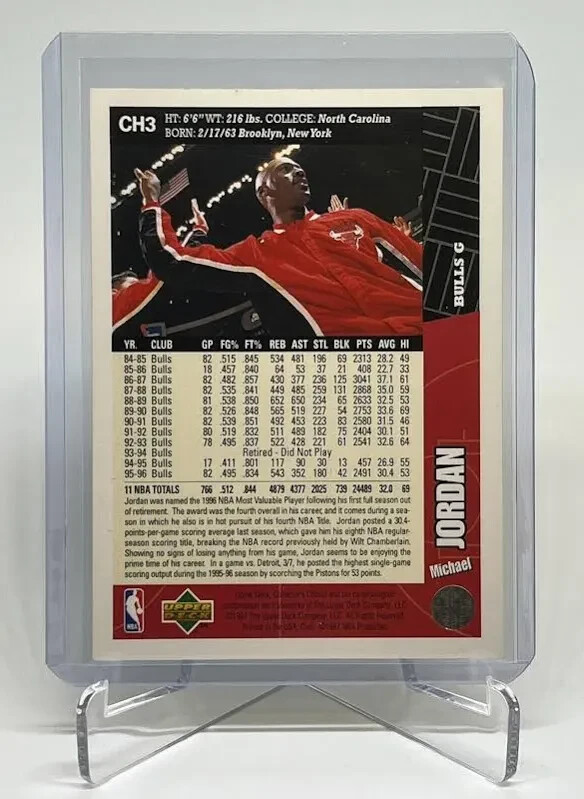 CH3
HT: 6'6" WT: 216 lbs. COLLEGE: North Carolina
BORN: 2/17/63 Brooklyn, New York
BULLS G
YR. CLUB GP FG% FT% REB AST STL BLK PTS AVG HI
84-85 Bulls 82 .515 .845 534 481 196 69 2313 28.2 49
85-86 Bulls 18 .457 .840 64 53 37 21 408 22.7 33
86-87 Bulls 82 .482 .857 430 377 236 125 3041 37.1 61
87-88 Bulls 82 .535 .841 449 485 259 131 2868 35.0 59
88-89 Bulls 81 .538 .850 652 650 234 65 2633 32.5 53
89-90 Bulls 82 .526 .848 565 519 227 54 2753 33.6 69
90-91 Bulls 82 .539 .851 492 453 223 83 2580 31.5 46
91-92 Bulls 80 .519 .832 511 489 182 75 2404 30.1 51
92-93 Bulls 78 .495 .837 522 428 221 61 2541 32.6 64
93-94 Bulls Retired - Did Not Play
94-95 Bulls 17 .411 .801 117 90 30 13 457 26.9 55
95-96 Bulls 82 .495 .834 543 352 180 42 2491 30.4 53
11 NBA TOTALS 766 .512 .844 4879 4377 2025 739 24489 32.0 69
Jordan was named the 1996 NBA Most Valuable Player following his first full season out
of retirement. The award was the fourth overall in his career, and it comes during a sea-
son in which he also is in hot pursuit of his fourth NBA Title. Jordan posted a 30.4-
points-per-game scoring average last season, which gave him his eighth NBA regular-
season scoring title, breaking the NBA record previously held by Wilt Chamberlain.
Showing no signs of losing anything from his game, Jordan seems to be enjoying the
prime time of his career. In a game vs. Detroit, 3/7, he posted the highest single-game
scoring output during the 1995-96 season by scorching the Pistons for 53 points.
Michael
JORDAN
NBA
UPPER
DECK